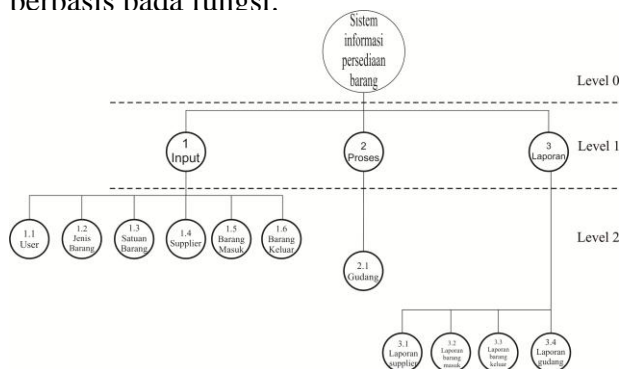 berbasis pada fungsi.
Sistem
informasi
persediaan
barang
Level 0
1
Input
2
Proses
3
Laporan
Level 1
1.1
User
1.2
Jenis
Barang
1.3
Satuan
Barang
1.4
Supplier
1.5
Barang
Masuk
1.6
Barang
Keluar
Level 2
2.1
Gudang
3.1
Laporan
supplier
3.2
Laporan
barang
masuk
3.3
Laporan
barang
keluar
3.4
Laporan
gudang